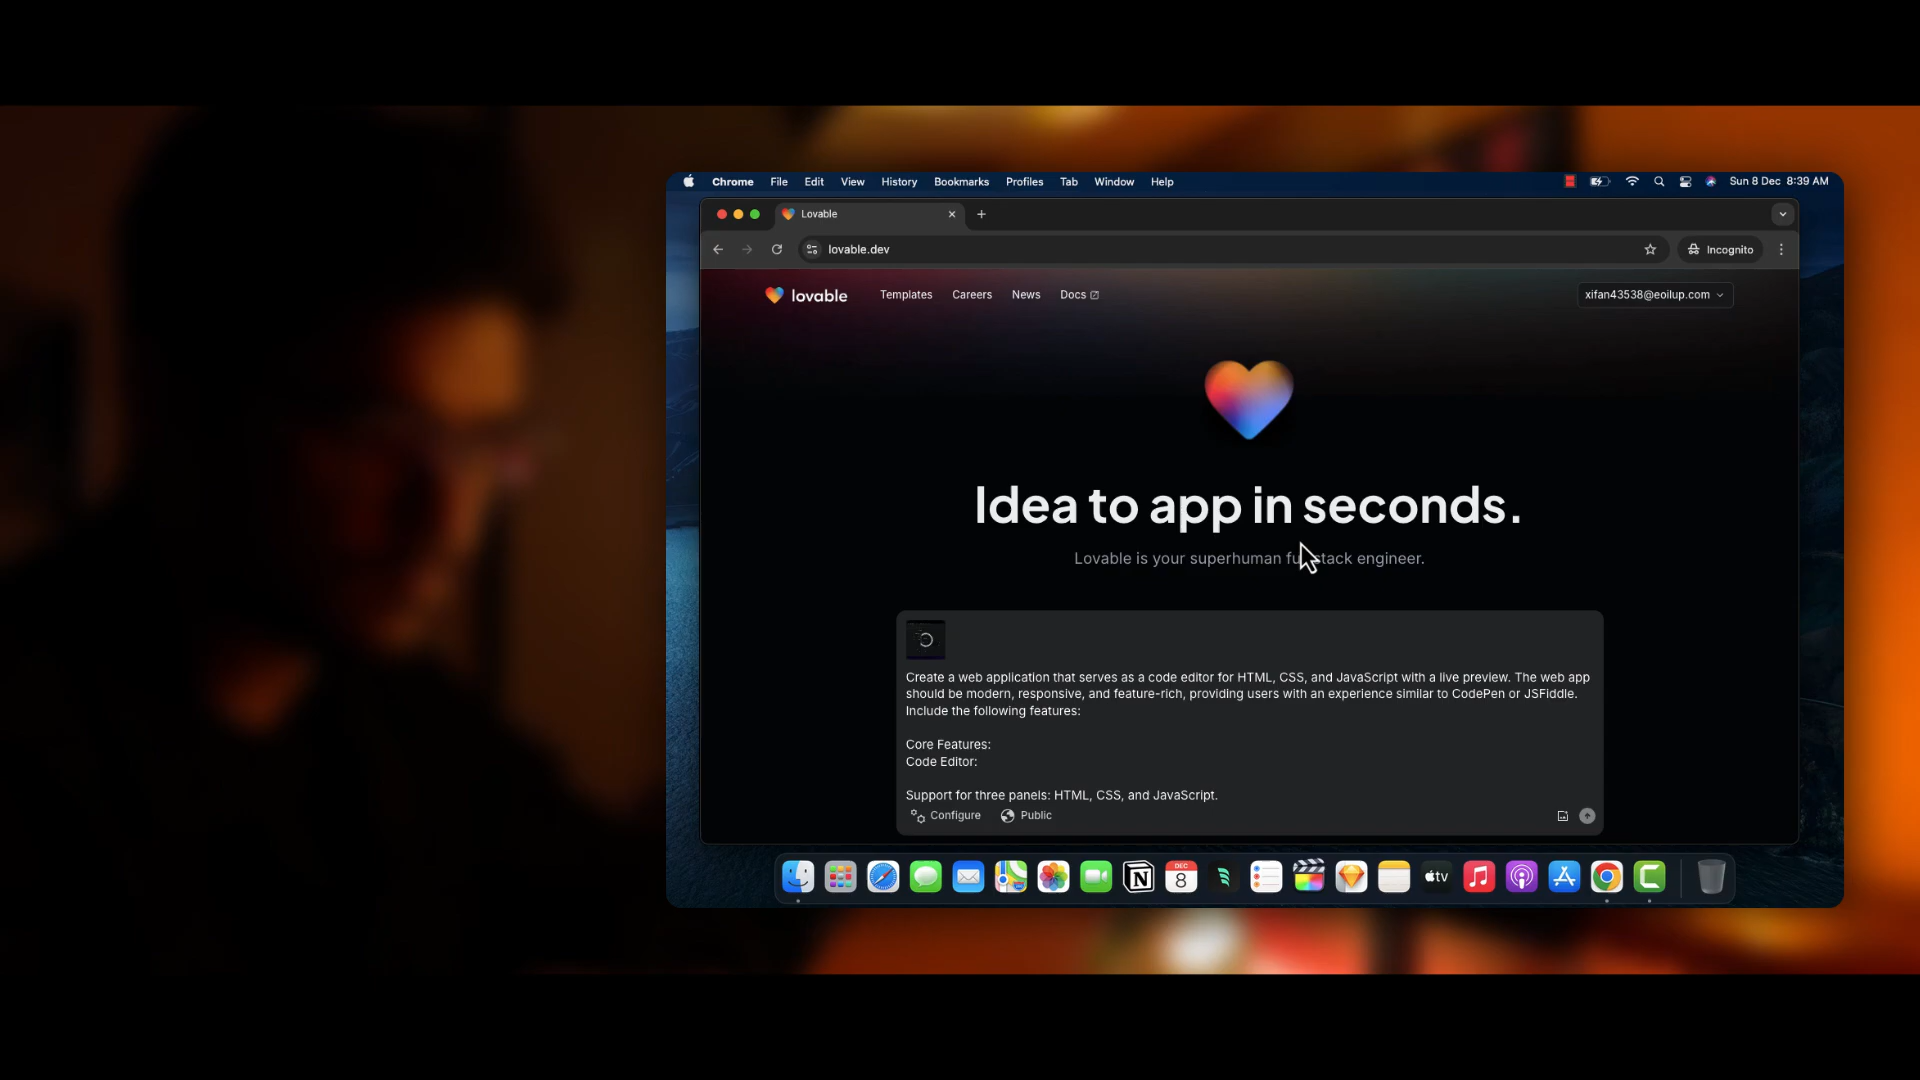 Chrome File Edit View History Bookmarks Profiles Tab Window Help Sun 8 Dec 8:39 AM
Lovable
lovable.dev Incognito
lovable Templates Careers News Docs xifan43538@eoilup.com
Idea to app in seconds.
Lovable is your superhuman full stack engineer.
Create a web application that serves as a code editor for HTML, CSS, and JavaScript with a live preview. The web app
should be modern, responsive, and feature-rich, providing users with an experience similar to CodePen or JSFiddle.
Include the following features:
Core Features:
Code Editor:
Support for three panels: HTML, CSS, and JavaScript.
Configure Public
DEC
8
tv